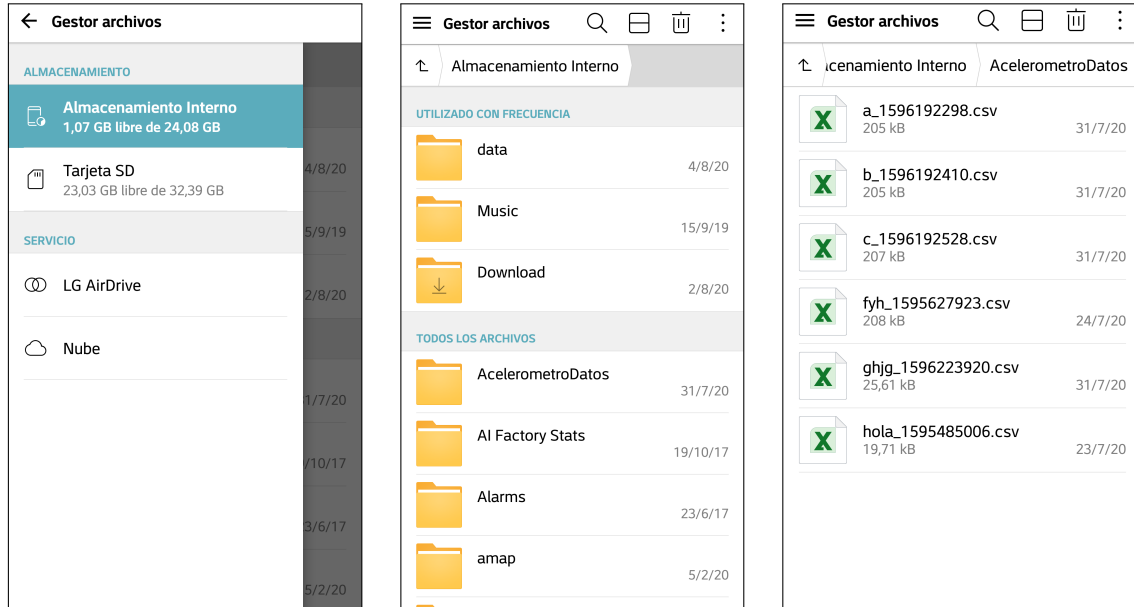 Gestor archivos
ALMACENAMIENTO
Almacenamiento Interno
1,07 GB libre de 24,08 GB
Tarjeta SD
23,03 GB libre de 32,39 GB
SERVICIO
LG AirDrive
Nube
4/8/20
5/9/19
2/8/20
1/7/20
/10/17
3/6/17
5/2/20
Gestor archivos
Almacenamiento Interno
UTILIZADO CON FRECUENCIA
data
4/8/20
Music
15/9/19
Download
2/8/20
TODOS LOS ARCHIVOS
AcelerometroDatos
31/7/20
AI Factory Stats
19/10/17
Alarms
23/6/17
amap
5/2/20
Gestor archivos
acenamiento Interno AcelerometroDatos
a_1596192298.csv
205 kB 31/7/20
b_1596192410.csv
205 kB 31/7/20
c_1596192528.csv
207 kB 31/7/20
fyh_1595627923.csv
208 kB 24/7/20
ghjg_1596223920.csv
25,61 kB 31/7/20
hola_1595485006.csv
19,71 kB 23/7/20